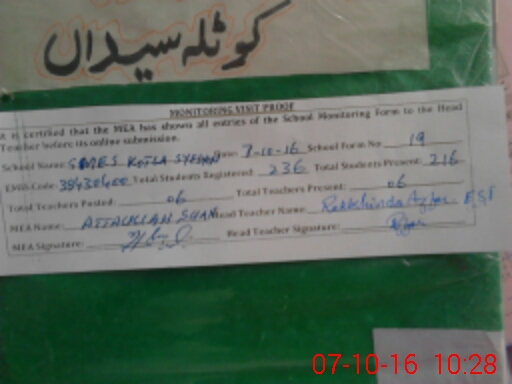 کوٹلہ سیداں
MONITORING VISIT PROOF
It is certified that the MEA has shown all entries of the School Monitoring Form to the Head
Teacher before its online submission.
School Name: GMES KOTLA SYEDAN Date: 7-10-16 School Form No 19
EMIS Code: 38430400 Total Students Registered: 236 Total Students Present: 216
Total Teachers Posted: 06 Total Teachers Present: 06
MEA Name: ATTAULLAH SHAH Head Teacher Name: Rakhshinda EST
MEA Signature: Head Teacher Signature:
07-10-16 10:28